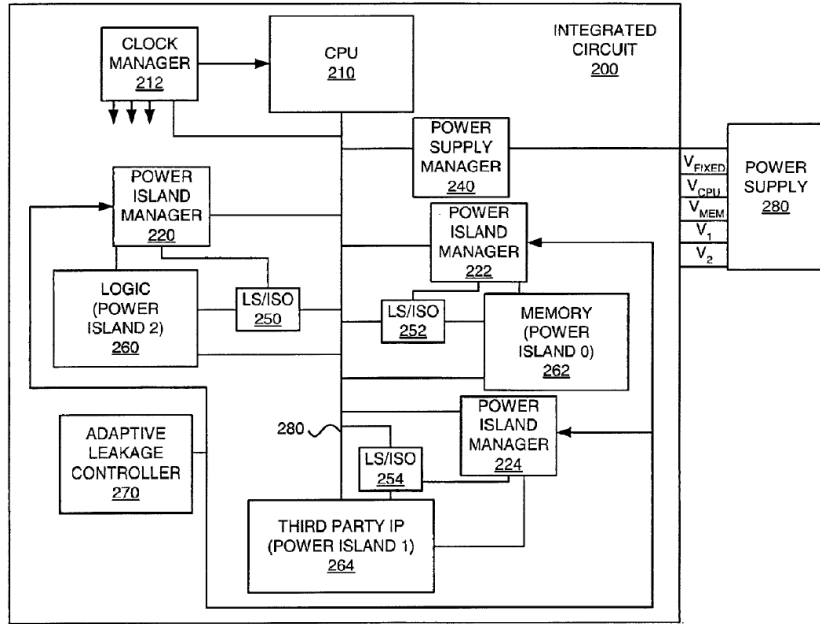 CLOCK
MANAGER
212
CPU
210
INTEGRATED
CIRCUIT
200
POWER
SUPPLY
MANAGER
240
V_FIXED
V_CPU
V_MEM
V_1
V_2
POWER
SUPPLY
280
POWER
ISLAND
MANAGER
220
POWER
ISLAND
MANAGER
222
LOGIC
(POWER
ISLAND 2)
260
LS/ISO
250
LS/ISO
252
MEMORY
(POWER
ISLAND 0)
262
ADAPTIVE
LEAKAGE
CONTROLLER
270
280
LS/ISO
254
POWER
ISLAND
MANAGER
224
THIRD PARTY IP
(POWER ISLAND 1)
264